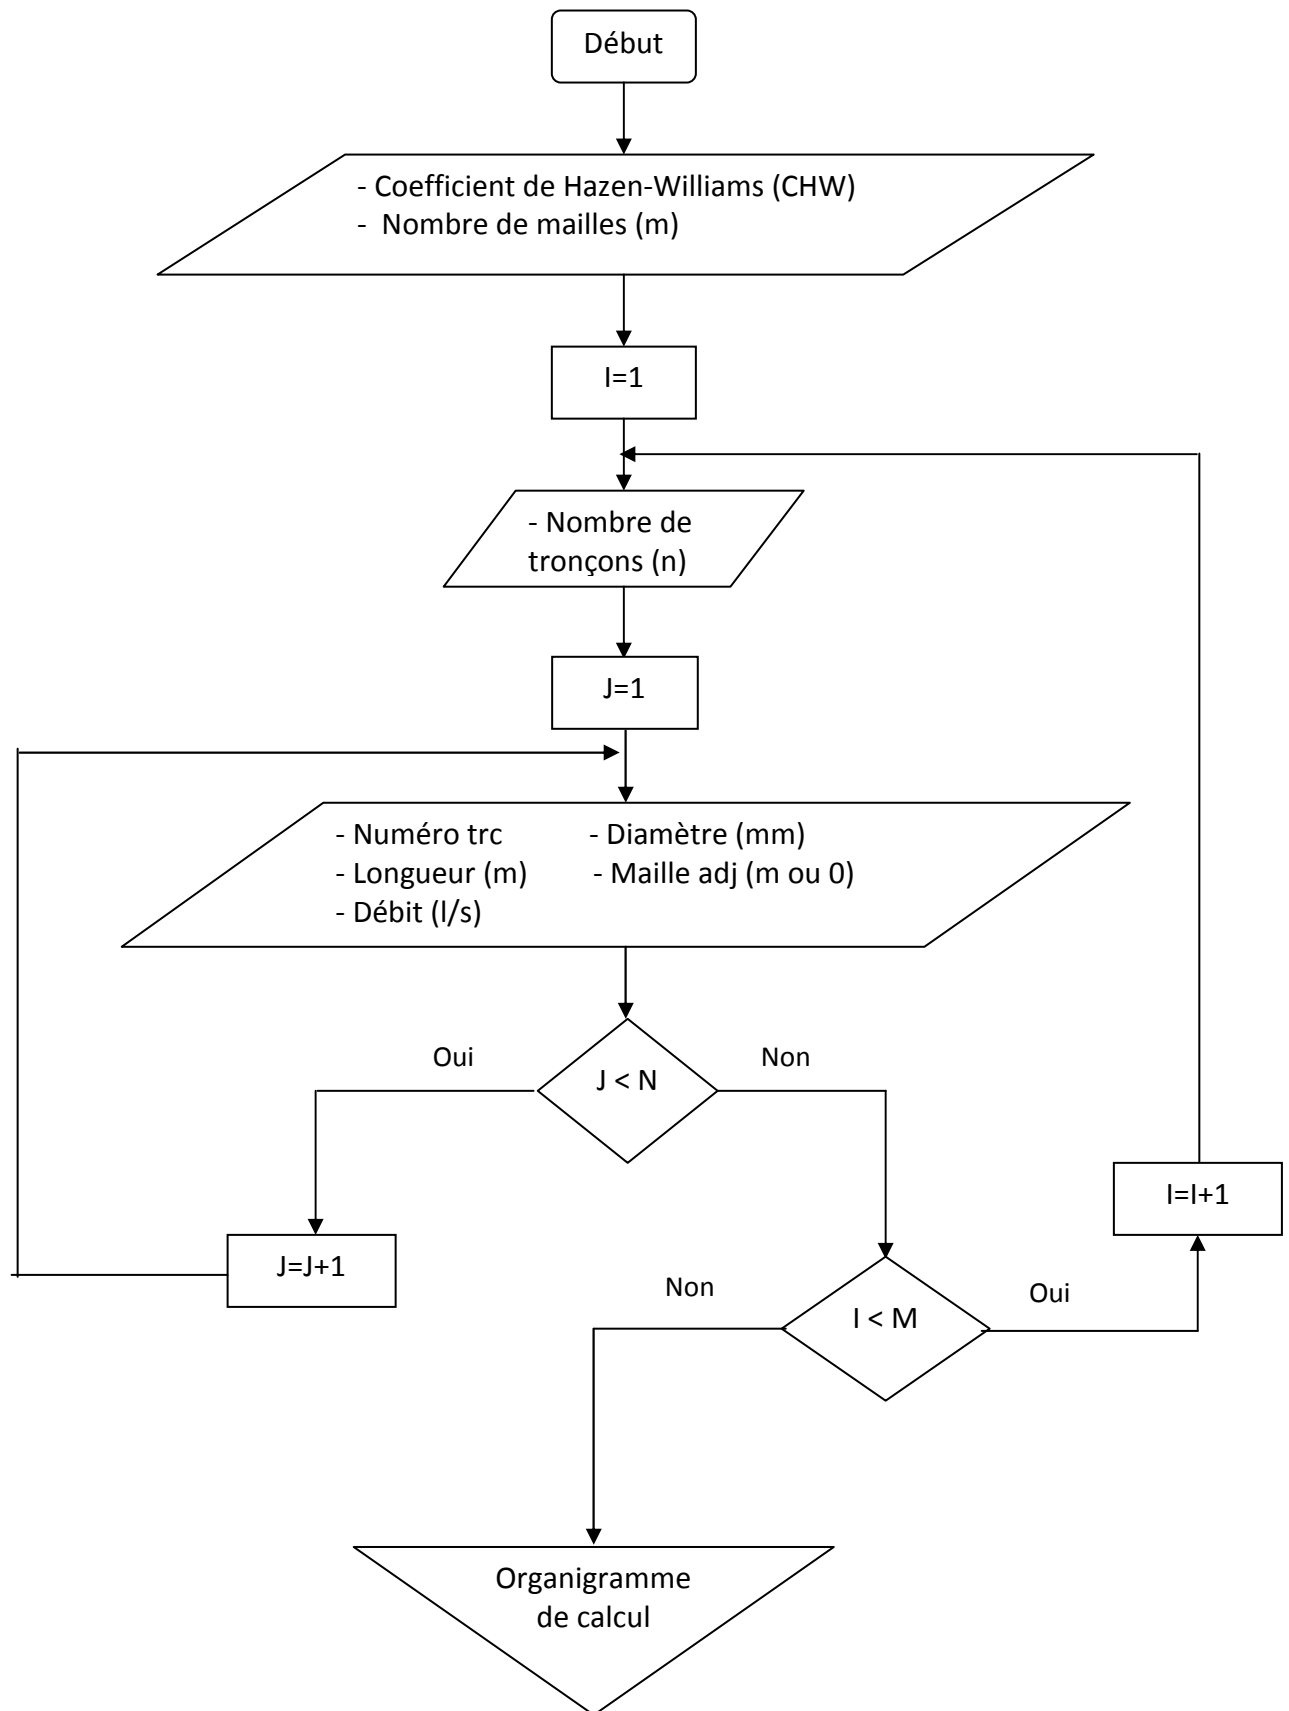 Début
- Coefficient de Hazen-Williams (CHW)
- Nombre de mailles (m)
I=1
- Nombre de
tronçons (n)
J=1
- Numéro trc - Diamètre (mm)
- Longueur (m) - Maille adj (m ou 0)
- Débit (l/s)
Oui
Non
J < N
I=I+1
J=J+1
Non
Oui
I < M
Organigramme
de calcul